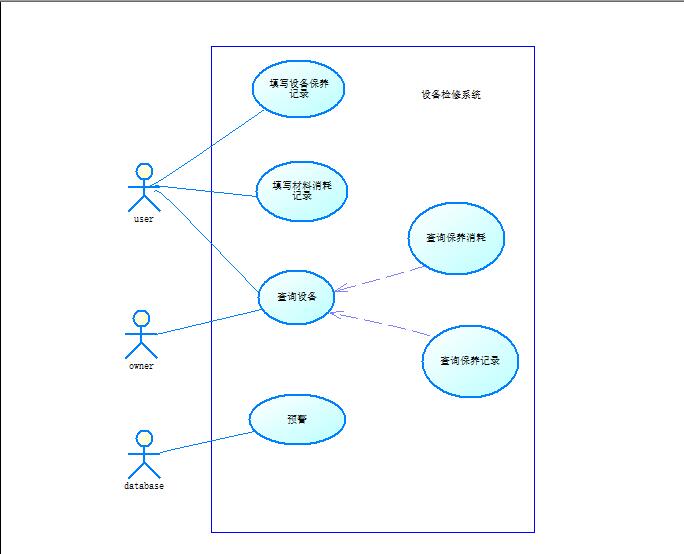 填写设备保养
记录
设备检修系统
填写材料消耗
记录
user
查询保养消耗
查询设备
owner
查询保养记录
预警
database